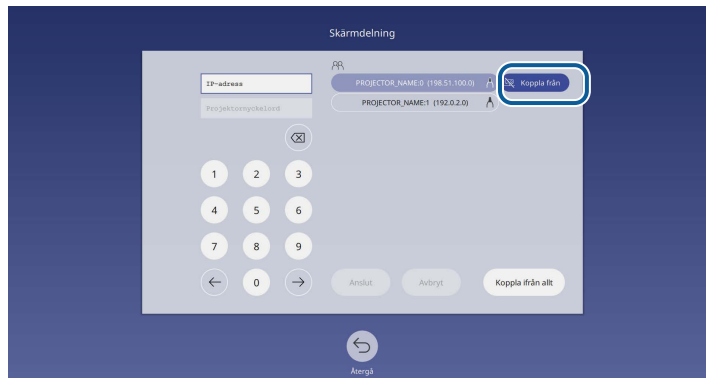 Skärmdelning
IP-adress
Projektornyckelord
PROJECTOR_NAME:0 (198.51.100.0)
Koppla från
PROJECTOR_NAME:1 (192.0.2.0)
1 2 3
4 5 6
7 8 9
0
Anslut
Avbryt
Koppla ifrån allt
Återgå